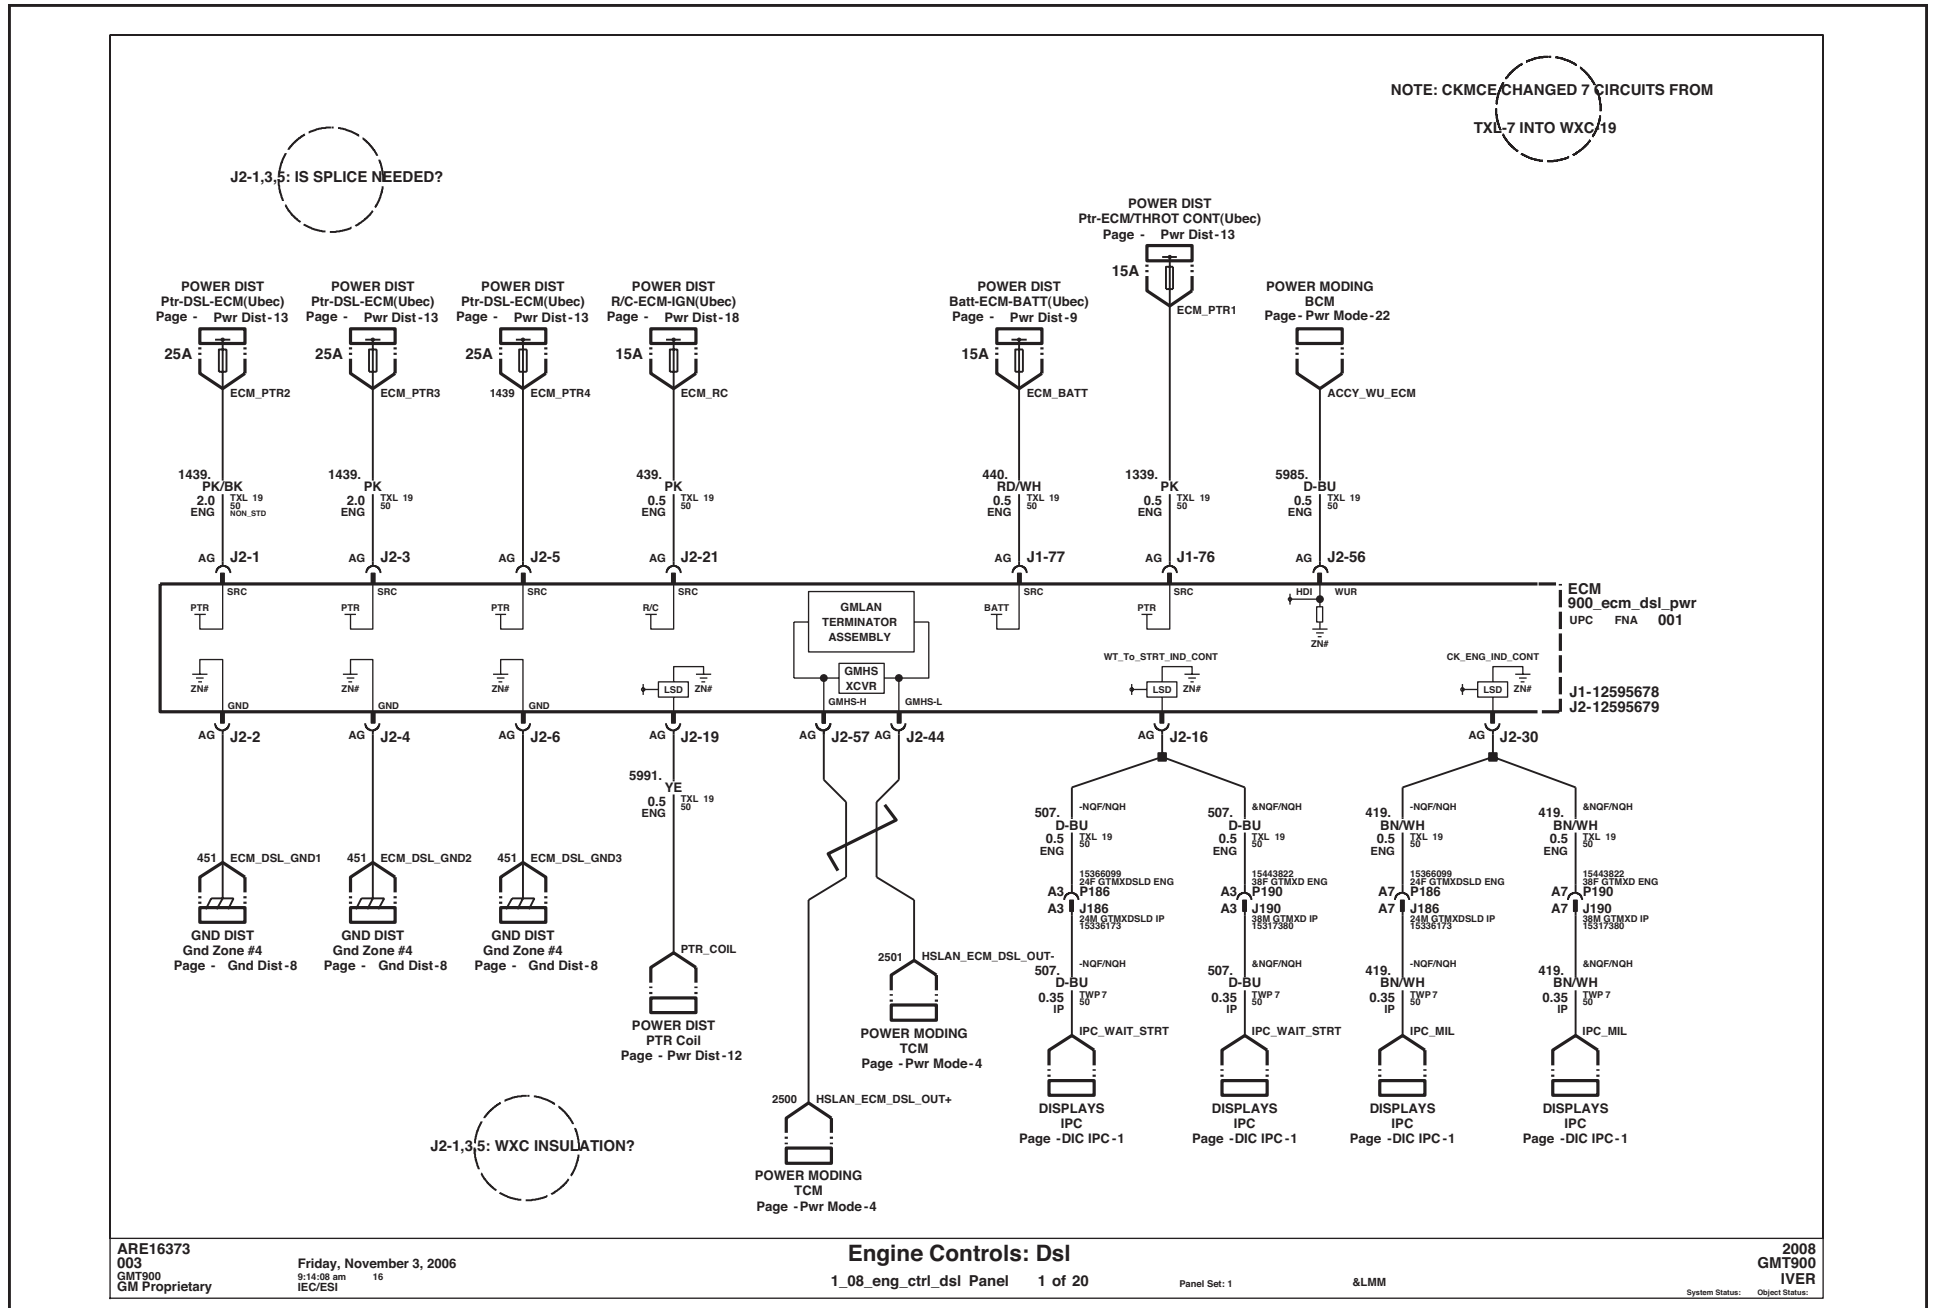 NOTE: CKMCE CHANGED 7 CIRCUITS FROM
TXL-7 INTO WXC-19
J2-1,3,5: IS SPLICE NEEDED?
POWER DIST
Ptr-ECM/THROT CONT(Ubec)
Page - Pwr Dist-13
15A
ECM_PTR1
POWER DIST
Ptr-DSL-ECM(Ubec)
Page - Pwr Dist-13
25A
ECM_PTR2
POWER DIST
Ptr-DSL-ECM(Ubec)
Page - Pwr Dist-13
25A
ECM_PTR3
POWER DIST
Ptr-DSL-ECM(Ubec)
Page - Pwr Dist-13
25A
1439 ECM_PTR4
POWER DIST
R/C-ECM-IGN(Ubec)
Page - Pwr Dist-18
15A
ECM_RC
POWER DIST
Batt-ECM-BATT(Ubec)
Page - Pwr Dist-9
15A
ECM_BATT
POWER MODING
BCM
Page- Pwr Mode-22
ACCY_WU_ECM
1439.
PK/BK
2.0 TXL 19
50
ENG NON_STD
AG J2-1
1439.
PK
2.0 TXL 19
50
ENG
AG J2-3
AG J2-5
439.
PK
0.5 TXL 19
50
ENG
AG J2-21
440.
RD/WH
0.5 TXL 19
50
ENG
AG J1-77
1339.
PK
0.5 TXL 19
50
ENG
AG J1-76
5985.
D-BU
0.5 TXL 19
50
ENG
AG J2-56
PTR SRC
PTR SRC
PTR SRC
R/C SRC
GMLAN
TERMINATOR
ASSEMBLY
GMHS
XCVR
GMHS-H GMHS-L
BATT SRC
PTR SRC
HDI WUR
ZN#
ECM
900_ecm_dsl_pwr
UPC FNA 001
J1-12595678
J2-12595679
ZN# GND
ZN# GND
ZN# GND
LSD ZN#
WT_To_STRT_IND_CONT
LSD ZN#
CK_ENG_IND_CONT
LSD ZN#
AG J2-2
AG J2-4
AG J2-6
AG J2-19
AG J2-57
AG J2-44
AG J2-16
AG J2-30
451 ECM_DSL_GND1
GND DIST
Gnd Zone #4
Page - Gnd Dist-8
451 ECM_DSL_GND2
GND DIST
Gnd Zone #4
Page - Gnd Dist-8
451 ECM_DSL_GND3
GND DIST
Gnd Zone #4
Page - Gnd Dist-8
5991.
YE
0.5 TXL 19
50
ENG
PTR_COIL
POWER DIST
PTR Coil
Page - Pwr Dist-12
2501 HSLAN_ECM_DSL_OUT-
POWER MODING
TCM
Page -Pwr Mode-4
2500 HSLAN_ECM_DSL_OUT+
POWER MODING
TCM
Page -Pwr Mode-4
-NQF/NQH
507.
D-BU
0.5 TXL 19
50
ENG
15366099
24F GTMXDSLD ENG
A3 P186
A3 J186
24M GTMXDSLD IP
15336173
-NQF/NQH
507.
D-BU
0.35 TWP 7
50
IP
IPC_WAIT_STRT
DISPLAYS
IPC
Page -DIC IPC-1
&NQF/NQH
507.
D-BU
0.5 TXL 19
50
ENG
15443822
38F GTMXD ENG
A3 P190
A3 J190
38M GTMXD IP
15317380
&NQF/NQH
507.
D-BU
0.35 TWP 7
50
IP
IPC_WAIT_STRT
DISPLAYS
IPC
Page -DIC IPC-1
-NQF/NQH
419.
BN/WH
0.5 TXL 19
50
ENG
15366099
24F GTMXDSLD ENG
A7 P186
A7 J186
24M GTMXDSLD IP
15336173
-NQF/NQH
419.
BN/WH
0.35 TWP 7
50
IP
IPC_MIL
DISPLAYS
IPC
Page -DIC IPC-1
&NQF/NQH
419.
BN/WH
0.5 TXL 19
50
ENG
15443822
38F GTMXD ENG
A7 P190
A7 J190
38M GTMXD IP
15317380
&NQF/NQH
419.
BN/WH
0.35 TWP 7
50
IP
IPC_MIL
DISPLAYS
IPC
Page -DIC IPC-1
J2-1,3,5: WXC INSULATION?
ARE16373
003
GMT900
GM Proprietary
Friday, November 3, 2006
9:14:08 am 16
IEC/ESI
Engine Controls: Dsl
1_08_eng_ctrl_dsl Panel 1 of 20
Panel Set: 1
&LMM
2008
GMT900
IVER
System Status: Object Status: